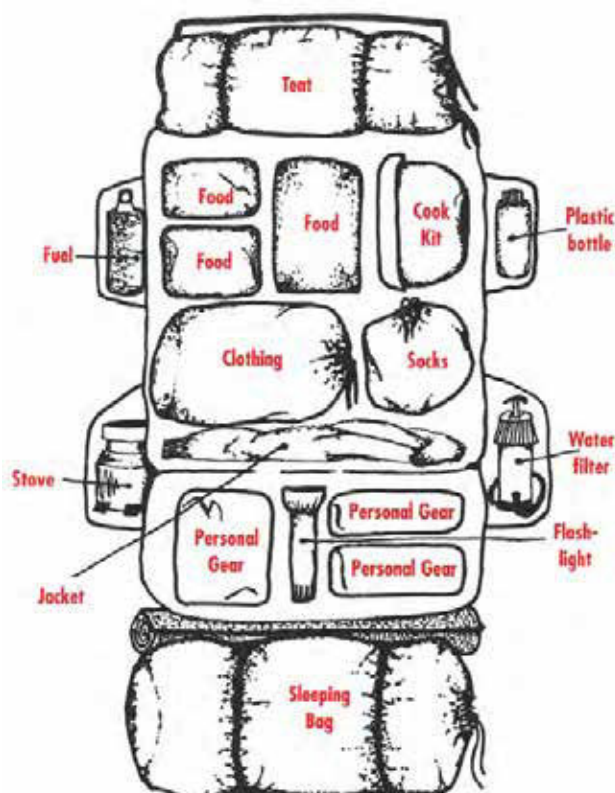 Tent
Food
Food
Food
Cook
Kit
Fuel
Plastic
bottle
Clothing
Socks
Stove
Water
filter
Personal
Gear
Personal Gear
Personal Gear
Flash-
light
Jacket
Sleeping
Bag